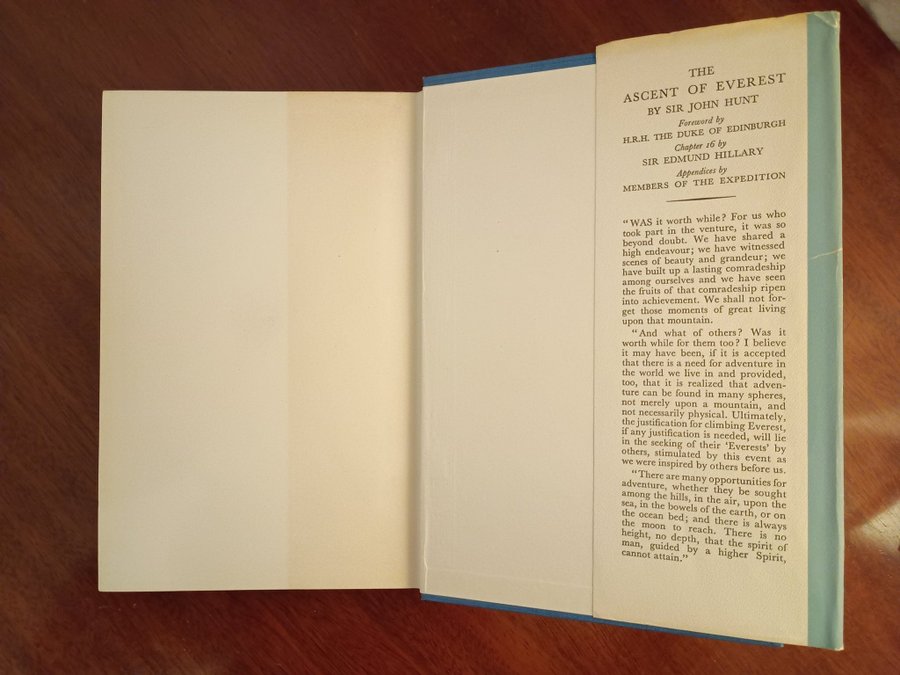 THE
ASCENT OF EVEREST
BY SIR JOHN HUNT
Foreword by
H.R.H. THE DUKE OF EDINBURGH
Chapter 16 by
SIR EDMUND HILLARY
Appendices by
MEMBERS OF THE EXPEDITION
"WAS it worth while? For us who
took part in the venture, it was so
beyond doubt. We have shared a
high endeavour; we have witnessed
scenes of beauty and grandeur; we
have built up a lasting comradeship
among ourselves and we have seen
the fruits of that comradeship ripen
into achievement. We shall not for-
get those moments of great living
upon that mountain.
"And what of others? Was it
worth while for them too? I believe
it may have been, if it is accepted
that there is a need for adventure in
the world we live in and provided,
too, that it is realized that adven-
ture can be found in many spheres,
not merely upon a mountain, and
not necessarily physical. Ultimately,
the justification for climbing Everest,
if any justification is needed, will lie
in the seeking of their 'Everests' by
others, stimulated by this event as
we were inspired by others before us.
"There are many opportunities for
adventure, whether they be sought
among the hills, in the air, upon the
sea, in the bowels of the earth, or on
the ocean bed; and there is always
the moon to reach. There is no
height, no depth, that the spirit of
man, guided by a higher Spirit,
cannot attain."